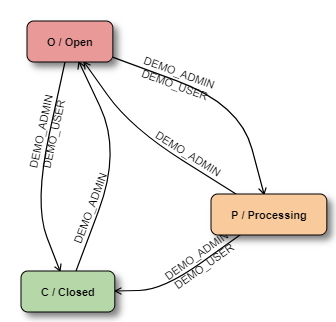 O / Open
DEMO_ADMIN
DEMO_USER
DEMO_ADMIN
DEMO_USER
DEMO_ADMIN
DEMO_ADMIN
P / Processing
DEMO_ADMIN
DEMO_USER
C / Closed